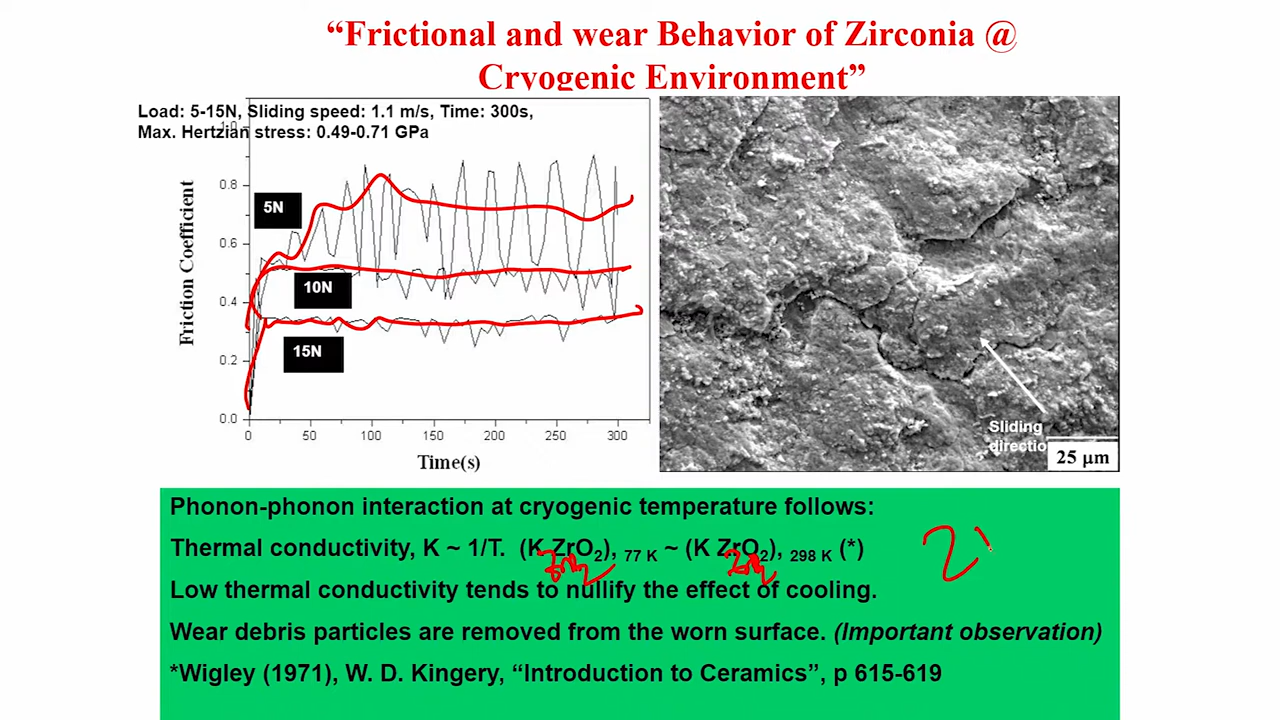 “Frictional and wear Behavior of Zirconia @
Cryogenic Environment”
Load: 5-15N, Sliding speed: 1.1 m/s, Time: 300s,
Max. Hertzian stress: 0.49-0.71 GPa
1.0
0.8
0.6
0.4
0.2
0.0
Friction Coefficient
5N
10N
15N
0 50 100 150 200 250 300
Time(s)
Sliding
directio
25 µm
Phonon-phonon interaction at cryogenic temperature follows:
Thermal conductivity, K ~ 1/T. (K ZrO2), 77 K ~ (K ZrO2), 298 K (*)
Low thermal conductivity tends to nullify the effect of cooling.
Wear debris particles are removed from the worn surface. (Important observation)
*Wigley (1971), W. D. Kingery, “Introduction to Ceramics”, p 615-619